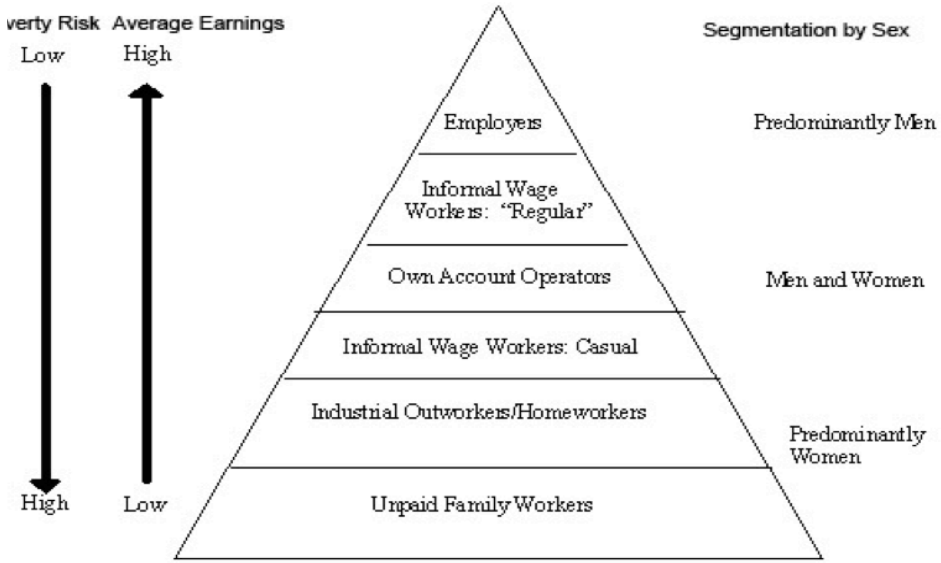 verty Risk Average Earnings
Segmentation by Sex
Low High
Employers
Predominantly Men
Informal Wage
Workers: “Regular”
Own Account Operators
Men and Women
Informal Wage Workers: Casual
Industrial Outworkers/Homeworkers
Predominantly
Women
High Low
Unpaid Family Workers